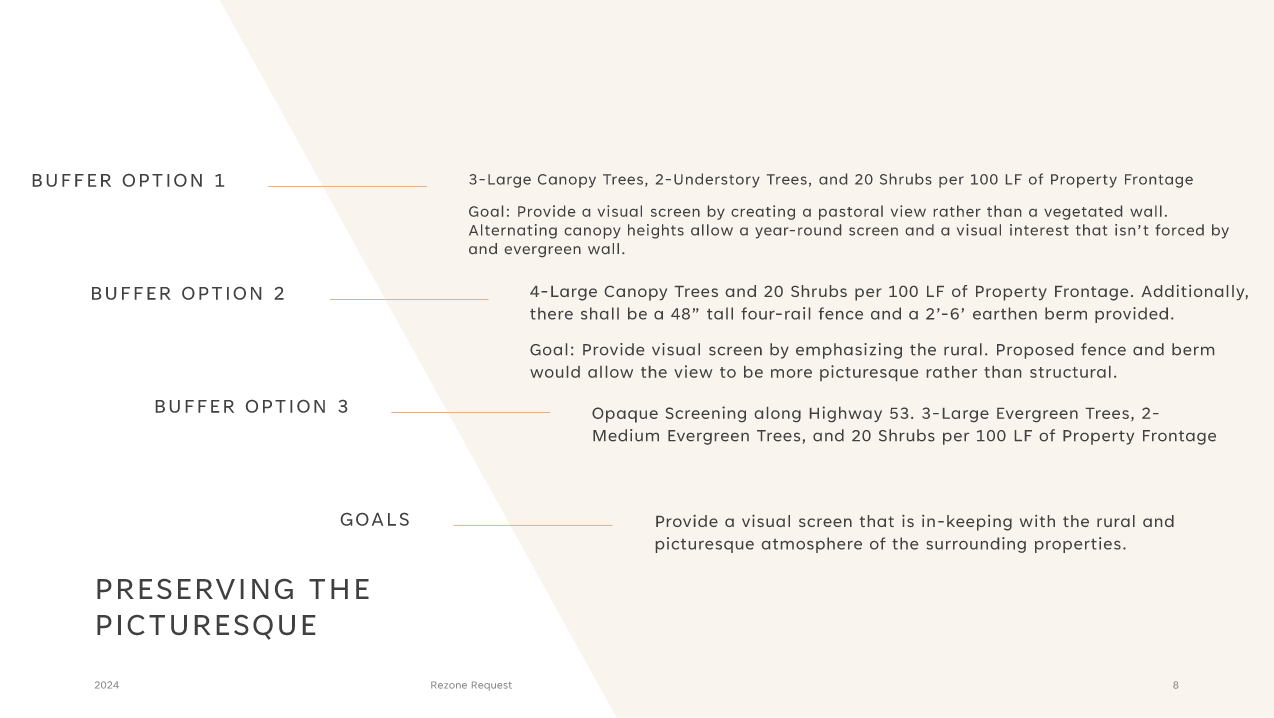 BUFFER OPTION 1
3-Large Canopy Trees, 2-Understory Trees, and 20 Shrubs per 100 LF of Property Frontage
Goal: Provide a visual screen by creating a pastoral view rather than a vegetated wall.
Alternating canopy heights allow a year-round screen and a visual interest that isn’t forced by
and evergreen wall.
BUFFER OPTION 2
4-Large Canopy Trees and 20 Shrubs per 100 LF of Property Frontage. Additionally,
there shall be a 48” tall four-rail fence and a 2’-6’ earthen berm provided.
Goal: Provide visual screen by emphasizing the rural. Proposed fence and berm
would allow the view to be more picturesque rather than structural.
BUFFER OPTION 3
Opaque Screening along Highway 53. 3-Large Evergreen Trees, 2-
Medium Evergreen Trees, and 20 Shrubs per 100 LF of Property Frontage
GOALS
Provide a visual screen that is in-keeping with the rural and
picturesque atmosphere of the surrounding properties.
PRESERVING THE
PICTURESQUE
2024
Rezone Request
8